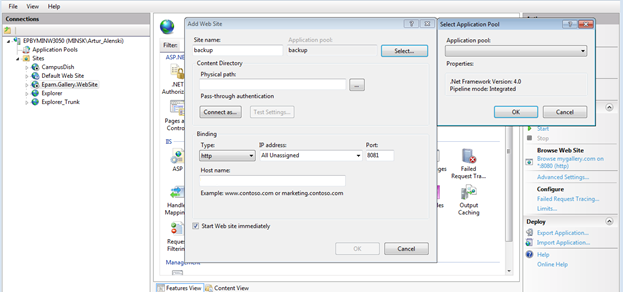 File View Help
Connections
EPBYMINW3050 (MINSK\Artur_Alenski)
Application Pools
Sites
CampusDish
Default Web Site
Epam.Gallery.WebSite
Explorer
Explorer_Trunk
Filter:
ASP.N
.NET
Authoriz
Pages a
Contro
IIS
ASP
Handle
Mappin
Request
Filtering
Management
Features View Content View
Add Web Site
Site name: Application pool:
backup backup Select...
Content Directory
Physical path:
...
Pass-through authentication
Connect as... Test Settings...
Binding
Type: IP address: Port:
http All Unassigned 8081
Host name:
Example: www.contoso.com or marketing.contoso.com
Start Web site immediately
OK Cancel
Select Application Pool
Application pool:
Properties:
.Net Framework Version: 4.0
Pipeline mode: Integrated
OK Cancel
Failed
Request Tra...
Output
Caching
Start
Stop
Browse Web Site
Browse mygallery.com on
*:8080 (http)
Advanced Settings...
Configure
Failed Request Tracing...
Limits...
Deploy
Export Application...
Import Application...
Help
Online Help